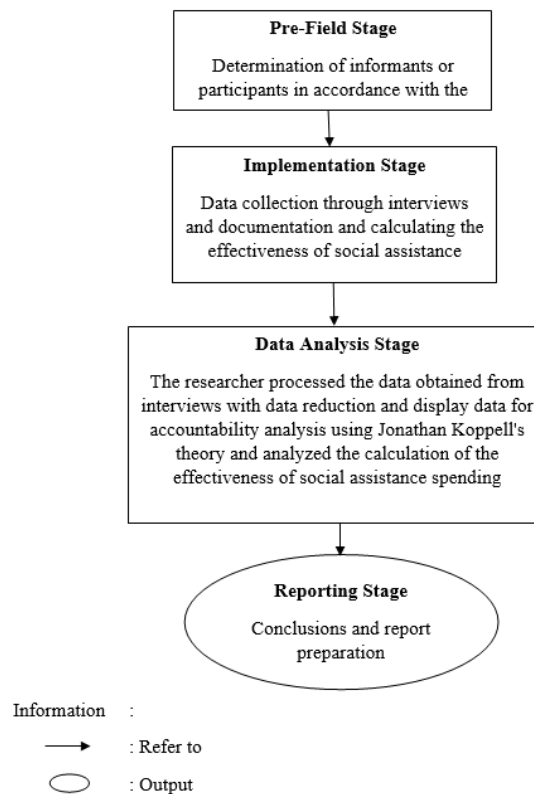 Pre-Field Stage
Determination of informants or
participants in accordance with the
Implementation Stage
Data collection through interviews
and documentation and calculating the
effectiveness of social assistance
Data Analysis Stage
The researcher processed the data obtained from
interviews with data reduction and display data for
accountability analysis using Jonathan Koppell's
theory and analyzed the calculation of the
effectiveness of social assistance spending
Reporting Stage
Conclusions and report
preparation
Information :
: Refer to
: Output